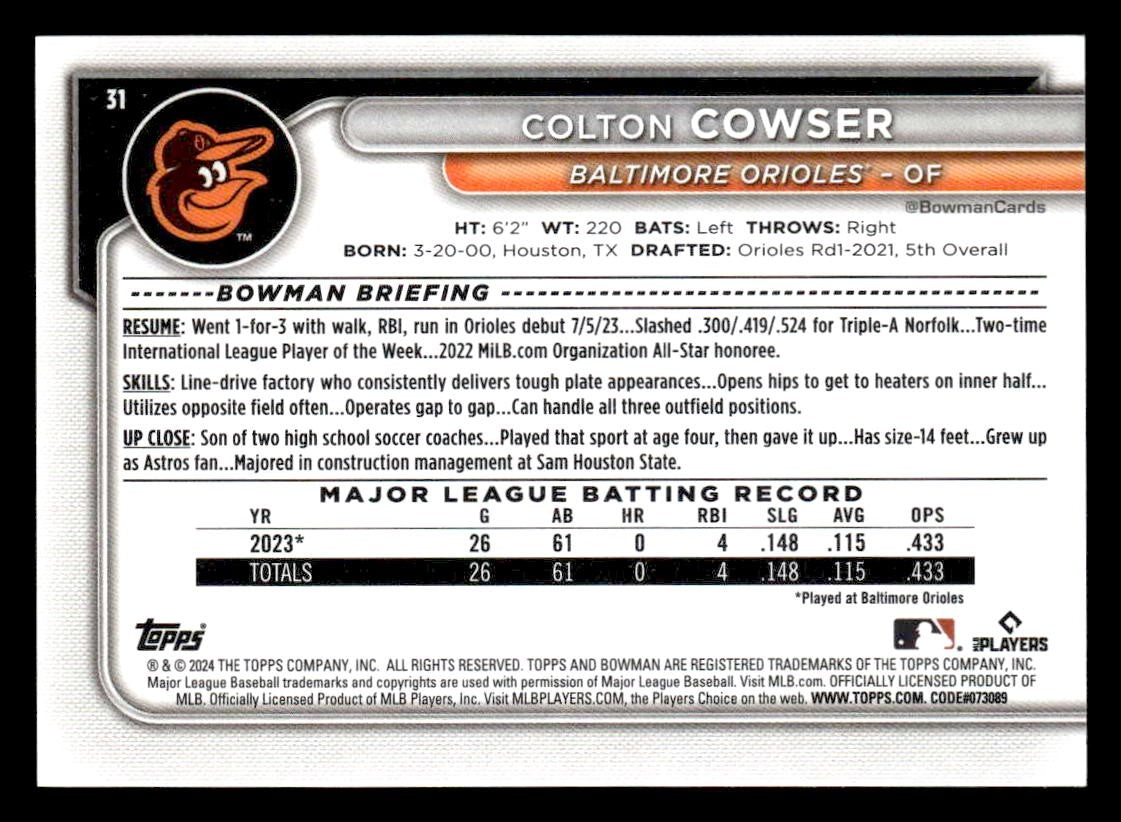 31
COLTON COWSER
BALTIMORE ORIOLES™ – OF
@BowmanCards
HT: 6'2" WT: 220 BATS: Left THROWS: Right
BORN: 3-20-00, Houston, TX DRAFTED: Orioles Rd1-2021, 5th Overall
TM
BOWMAN BRIEFING
RESUME: Went 1-for-3 with walk, RBI, run in Orioles debut 7/5/23...Slashed .300/.419/.524 for Triple-A Norfolk...Two-time
International League Player of the Week...2022 MiLB.com Organization All-Star honoree.
SKILLS: Line-drive factory who consistently delivers tough plate appearances...Opens hips to get to heaters on inner half...
Utilizes opposite field often...Operates gap to gap...Can handle all three outfield positions.
UP CLOSE: Son of two high school soccer coaches...Played that sport at age four, then gave it up...Has size-14 feet...Grew up
as Astros fan...Majored in construction management at Sam Houston State.
MAJOR LEAGUE BATTING RECORD
YR G AB HR RBI SLG AVG OPS
2023* 26 61 0 4 .148 .115 .433
TOTALS 26 61 0 4 .148 .115 .433
*Played at Baltimore Orioles
Topps®
MLB PLAYERS
® & © 2024 THE TOPPS COMPANY, INC. ALL RIGHTS RESERVED. TOPPS AND BOWMAN ARE REGISTERED TRADEMARKS OF THE TOPPS COMPANY, INC.
Major League Baseball trademarks and copyrights are used with permission of Major League Baseball. Visit MLB.com. OFFICIALLY LICENSED PRODUCT OF
MLB. Officially Licensed Product of MLB Players, Inc. Visit MLBPLAYERS.COM, the Players Choice on the web. WWW.TOPPS.COM. CODE#073089